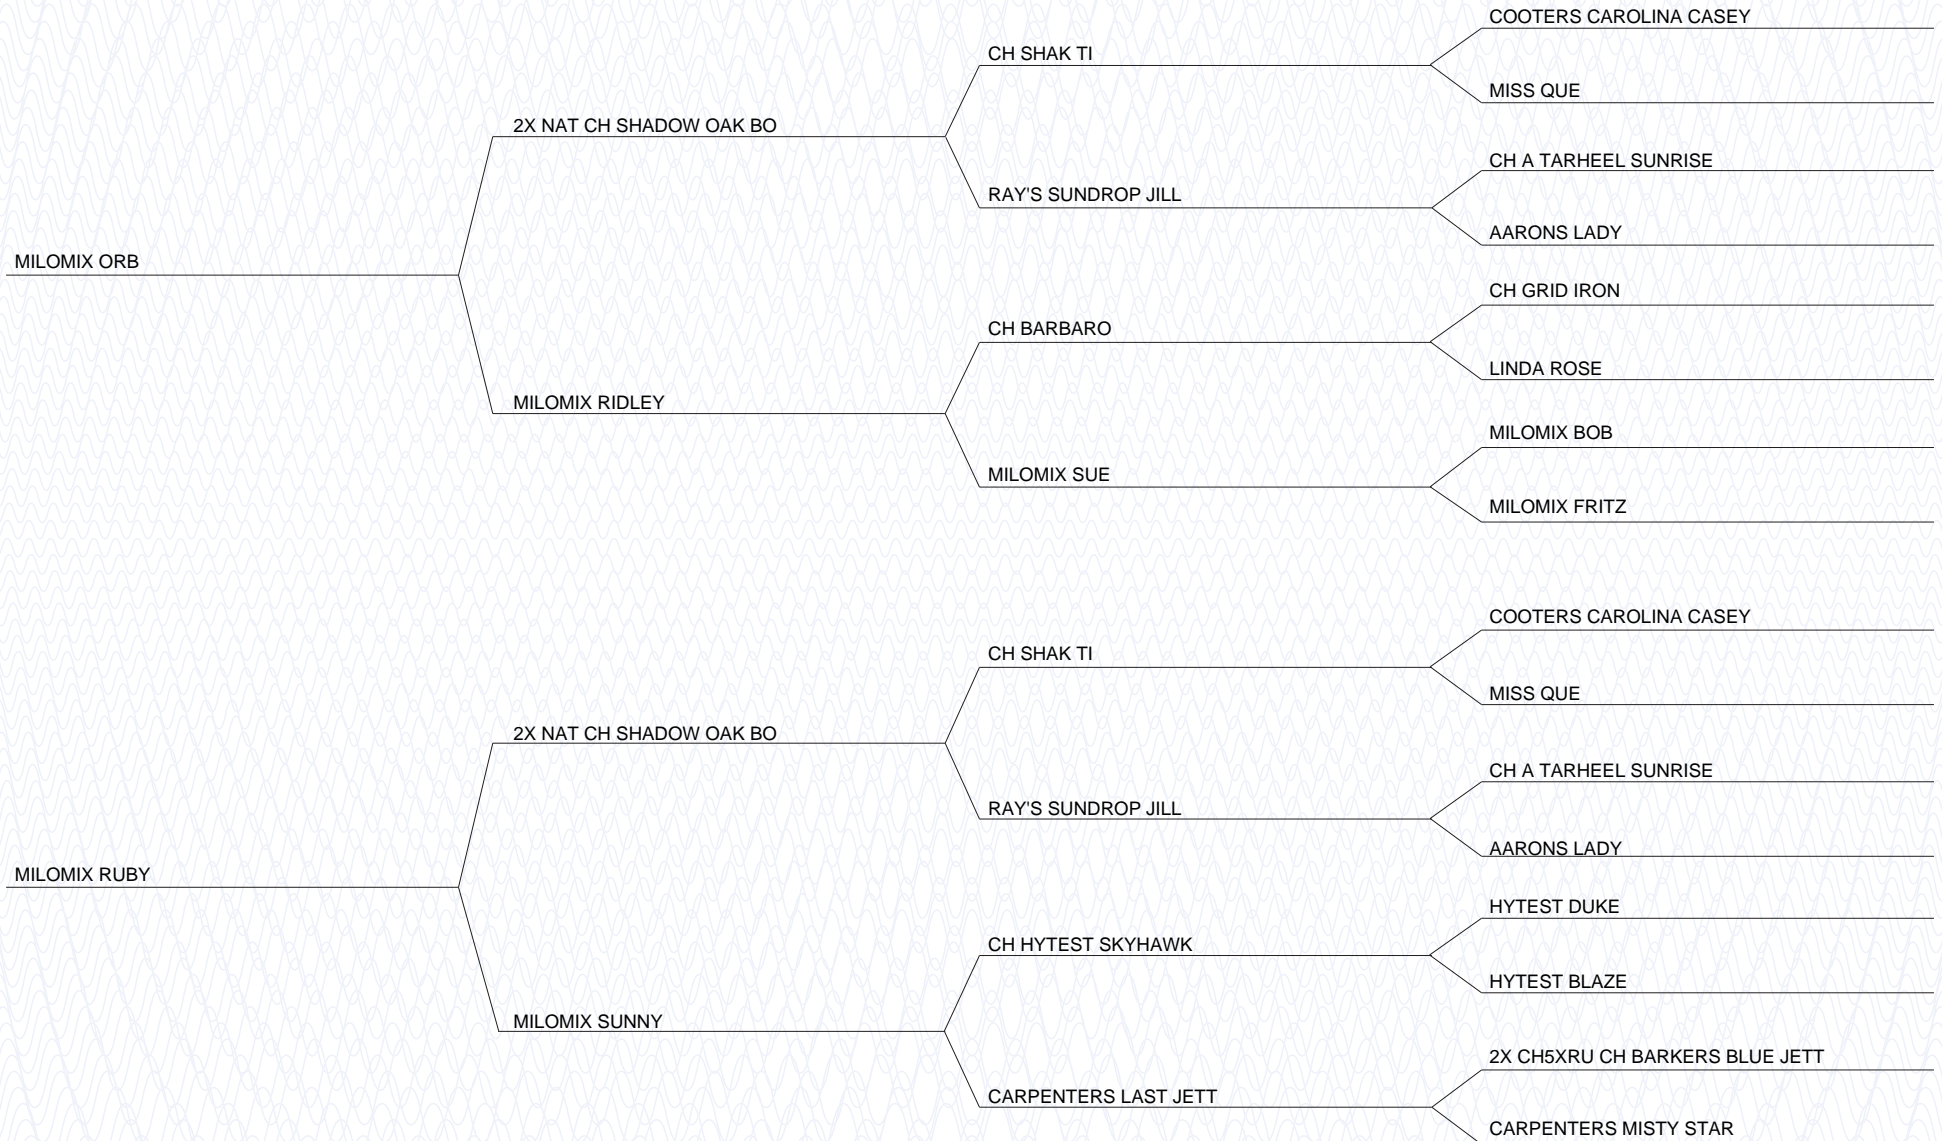 COOTERS CAROLINA CASEY
CH SHAK TI
MISS QUE
2X NAT CH SHADOW OAK BO
CH A TARHEEL SUNRISE
RAY'S SUNDROP JILL
AARONS LADY
MILOMIX ORB
CH GRID IRON
CH BARBARO
LINDA ROSE
MILOMIX RIDLEY
MILOMIX BOB
MILOMIX SUE
MILOMIX FRITZ
COOTERS CAROLINA CASEY
CH SHAK TI
MISS QUE
2X NAT CH SHADOW OAK BO
CH A TARHEEL SUNRISE
RAY'S SUNDROP JILL
AARONS LADY
MILOMIX RUBY
HYTEST DUKE
CH HYTEST SKYHAWK
HYTEST BLAZE
MILOMIX SUNNY
2X CH5XRU CH BARKERS BLUE JETT
CARPENTERS LAST JETT
CARPENTERS MISTY STAR